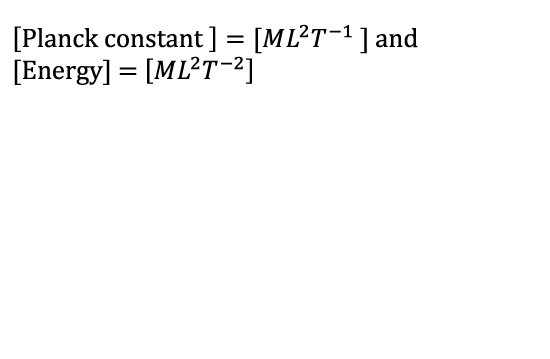 [Planck constant ] = [𝑀𝐿²𝑇⁻¹ ] and
[Energy] = [𝑀𝐿²𝑇⁻²]